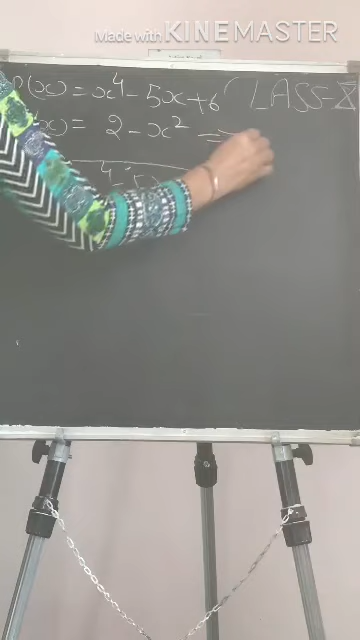 Made with KINEMASTER
P(x) = x⁴ - 5x + 6 CLASS-X
(x) = 2 - x² ⇒